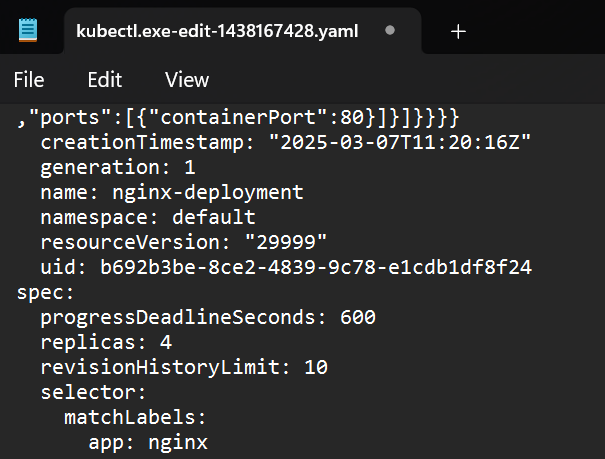 kubectl.exe-edit-1438167428.yaml
File Edit View
,"ports":[{"containerPort":80}]}]}}}}
creationTimestamp: "2025-03-07T11:20:16Z"
generation: 1
name: nginx-deployment
namespace: default
resourceVersion: "29999"
uid: b692b3be-8ce2-4839-9c78-e1cdb1df8f24
spec:
progressDeadlineSeconds: 600
replicas: 4
revisionHistoryLimit: 10
selector:
matchLabels:
app: nginx